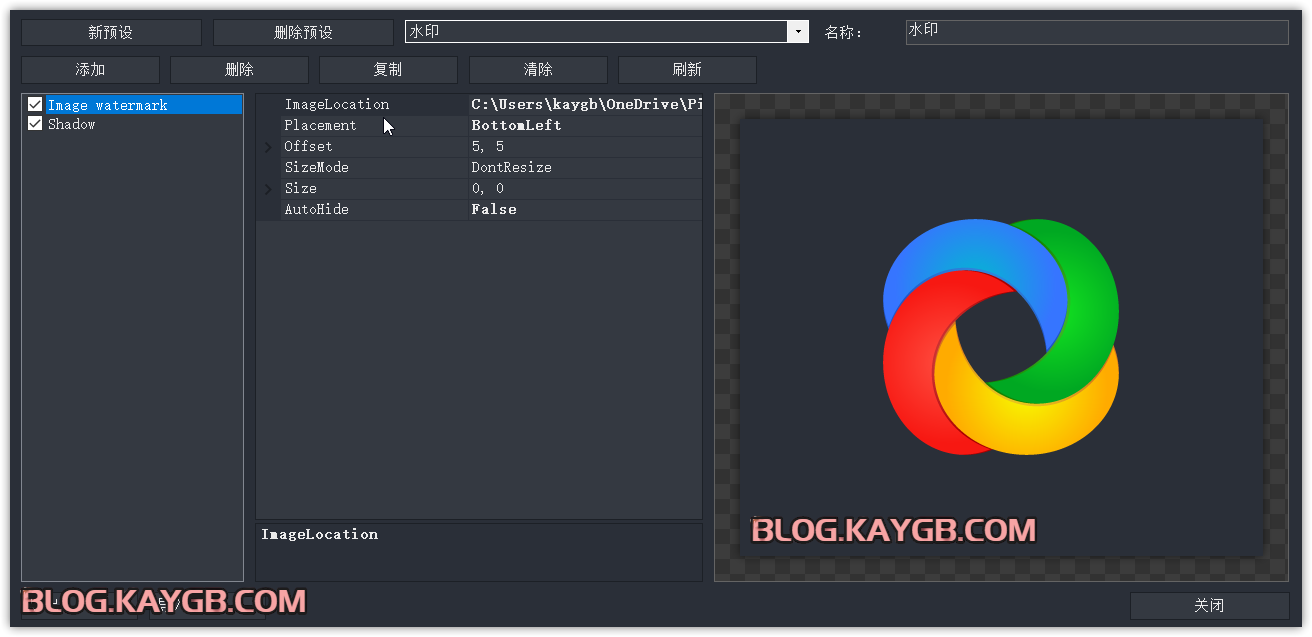 新预设 删除预设 水印 名称： 水印
添加 删除 复制 清除 刷新
Image watermark
Shadow
ImageLocation C:\Users\kaygb\OneDrive\Pi
Placement BottomLeft
Offset 5, 5
SizeMode DontResize
Size 0, 0
AutoHide False
ImageLocation
BLOG.KAYGB.COM
BLOG.KAYGB.COM
关闭